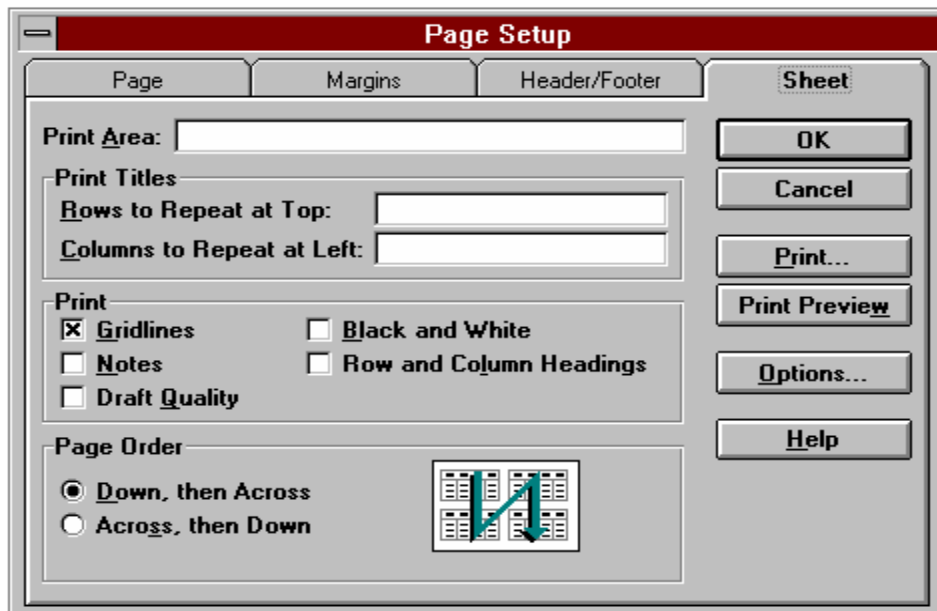 Page Setup
Page Margins Header/Footer Sheet
Print Area:
OK
Print Titles
Cancel
Rows to Repeat at Top:
Columns to Repeat at Left:
Print...
Print
Print Preview
Gridlines Black and White
Notes Row and Column Headings
Options...
Draft Quality
Help
Page Order
Down, then Across
Across, then Down